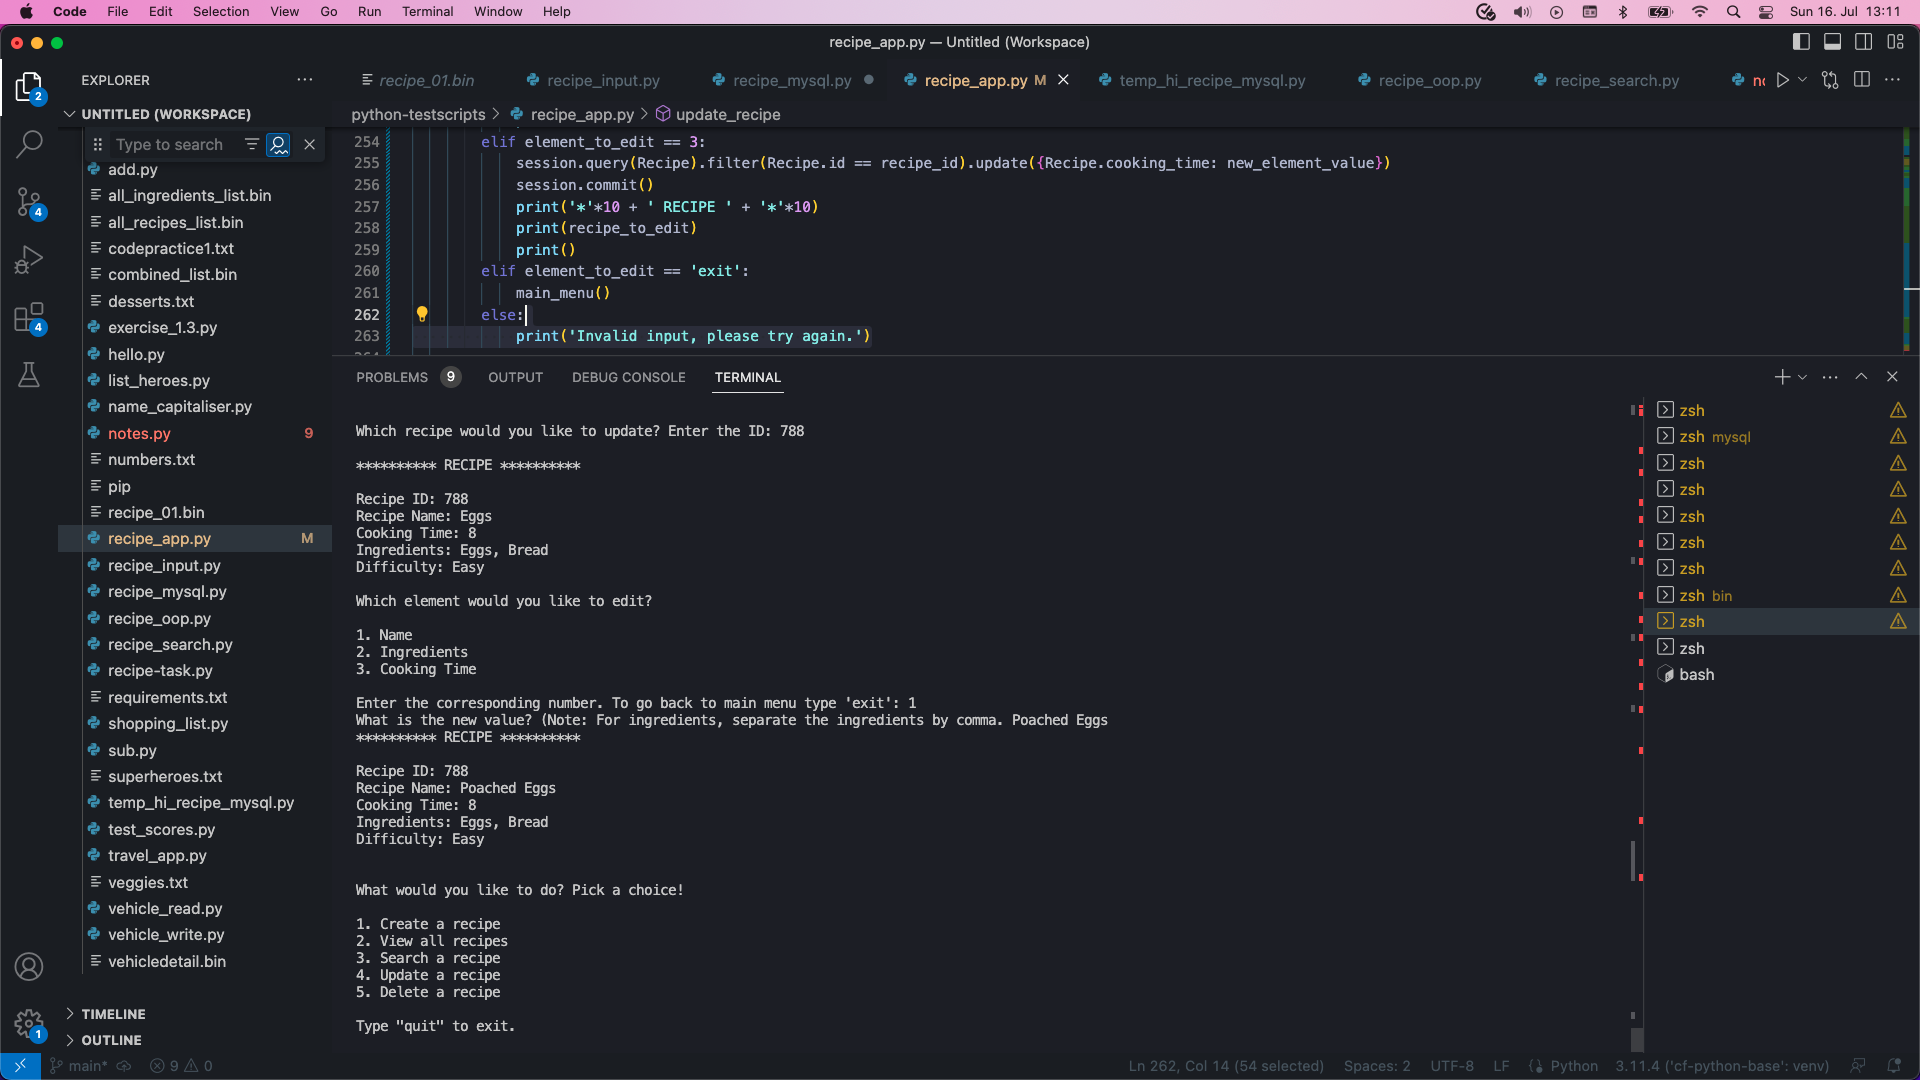 Code File Edit Selection View Go Run Terminal Window Help Sun 16. Jul 13:11
recipe_app.py — Untitled (Workspace)
EXPLORER
recipe_01.bin recipe_input.py recipe_mysql.py recipe_app.py M temp_hi_recipe_mysql.py recipe_oop.py recipe_search.py
UNTITLED (WORKSPACE)
python-testscripts recipe_app.py update_recipe
Type to search
add.py
all_ingredients_list.bin
all_recipes_list.bin
codepractice1.txt
combined_list.bin
desserts.txt
exercise_1.3.py
hello.py
list_heroes.py
name_capitaliser.py
notes.py 9
numbers.txt
pip
recipe_01.bin
recipe_app.py M
recipe_input.py
recipe_mysql.py
recipe_oop.py
recipe_search.py
recipe-task.py
requirements.txt
shopping_list.py
sub.py
superheroes.txt
temp_hi_recipe_mysql.py
test_scores.py
travel_app.py
veggies.txt
vehicle_read.py
vehicle_write.py
vehicledetail.bin
TIMELINE
OUTLINE
2
4
4
1
254 elif element_to_edit == 3:
255 session.query(Recipe).filter(Recipe.id == recipe_id).update({Recipe.cooking_time: new_element_value})
256 session.commit()
257 print('*'*10 + ' RECIPE ' + '*'*10)
258 print(recipe_to_edit)
259 print()
260 elif element_to_edit == 'exit':
261 main_menu()
262 else:
263 print('Invalid input, please try again.')
PROBLEMS 9 OUTPUT DEBUG CONSOLE TERMINAL
Which recipe would you like to update? Enter the ID: 788
********** RECIPE **********
Recipe ID: 788
Recipe Name: Eggs
Cooking Time: 8
Ingredients: Eggs, Bread
Difficulty: Easy
Which element would you like to edit?
1. Name
2. Ingredients
3. Cooking Time
Enter the corresponding number. To go back to main menu type 'exit': 1
What is the new value? (Note: For ingredients, separate the ingredients by comma. Poached Eggs
********** RECIPE **********
Recipe ID: 788
Recipe Name: Poached Eggs
Cooking Time: 8
Ingredients: Eggs, Bread
Difficulty: Easy
What would you like to do? Pick a choice!
1. Create a recipe
2. View all recipes
3. Search a recipe
4. Update a recipe
5. Delete a recipe
Type "quit" to exit.
zsh
zsh mysql
zsh
zsh
zsh
zsh
zsh
zsh bin
zsh
zsh
bash
main* 9 0 Ln 262, Col 14 (54 selected) Spaces: 2 UTF-8 LF Python 3.11.4 ('cf-python-base': venv)